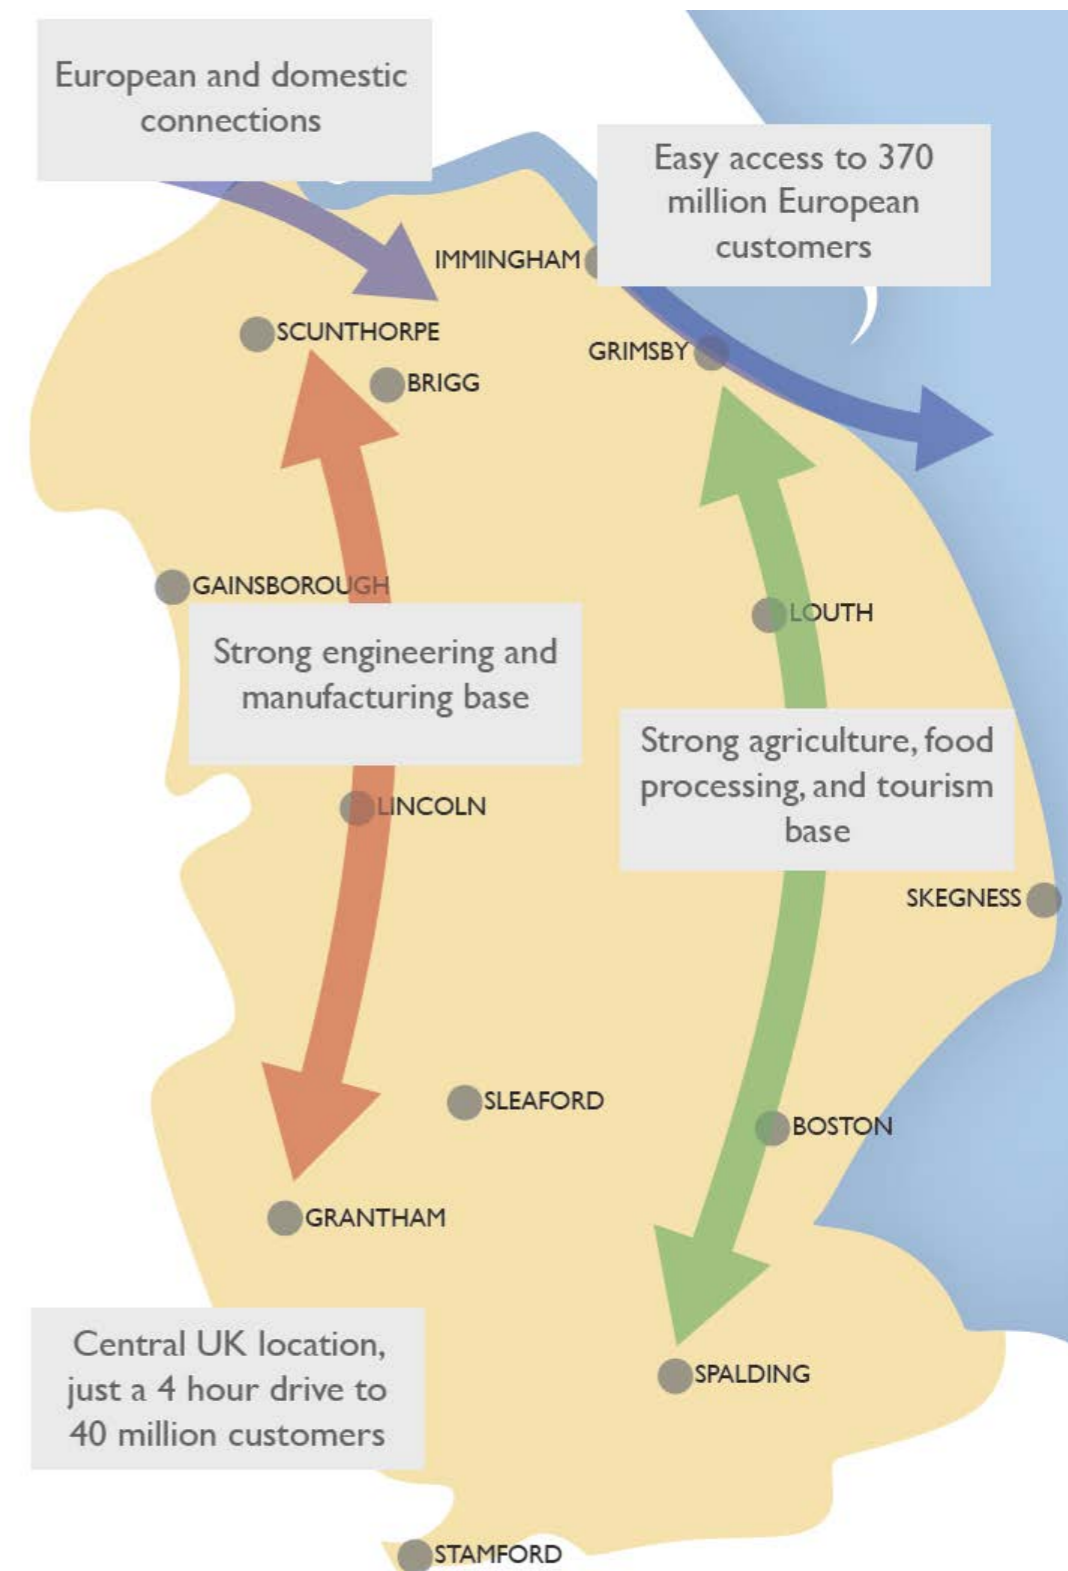 European and domestic
connections
Easy access to 370
million European
customers
IMMINGHAM
SCUNTHORPE
GRIMSBY
BRIGG
GAINSBOROUGH
LOUTH
Strong engineering and
manufacturing base
Strong agriculture, food
processing, and tourism
base
LINCOLN
SKEGNESS
SLEAFORD
BOSTON
GRANTHAM
Central UK location,
just a 4 hour drive to
40 million customers
SPALDING
STAMFORD